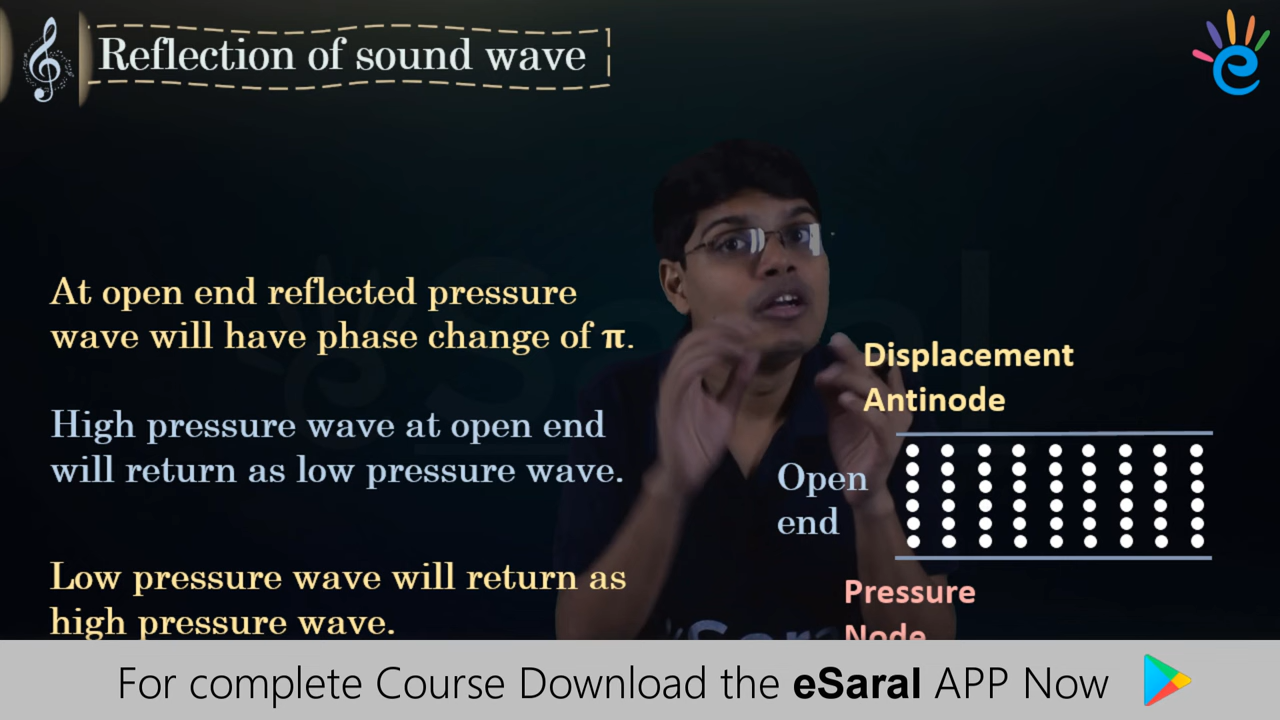 Reflection of sound wave
At open end reflected pressure
wave will have phase change of π.
High pressure wave at open end
will return as low pressure wave.
Low pressure wave will return as
high pressure wave.
Displacement
Antinode
Open
end
Pressure
Node
eSaral
For complete Course Download the eSaral APP Now